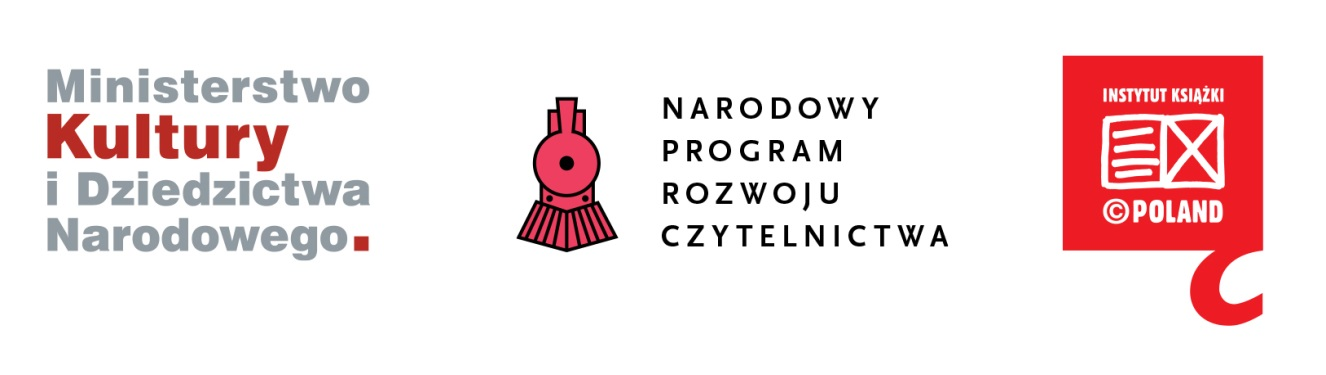 Ministerstwo
Kultury
i Dziedzictwa
Narodowego.
NARODOWY
PROGRAM
ROZWOJU
CZYTELNICTWA
INSTYTUT KSIĄŻKI
©POLAND